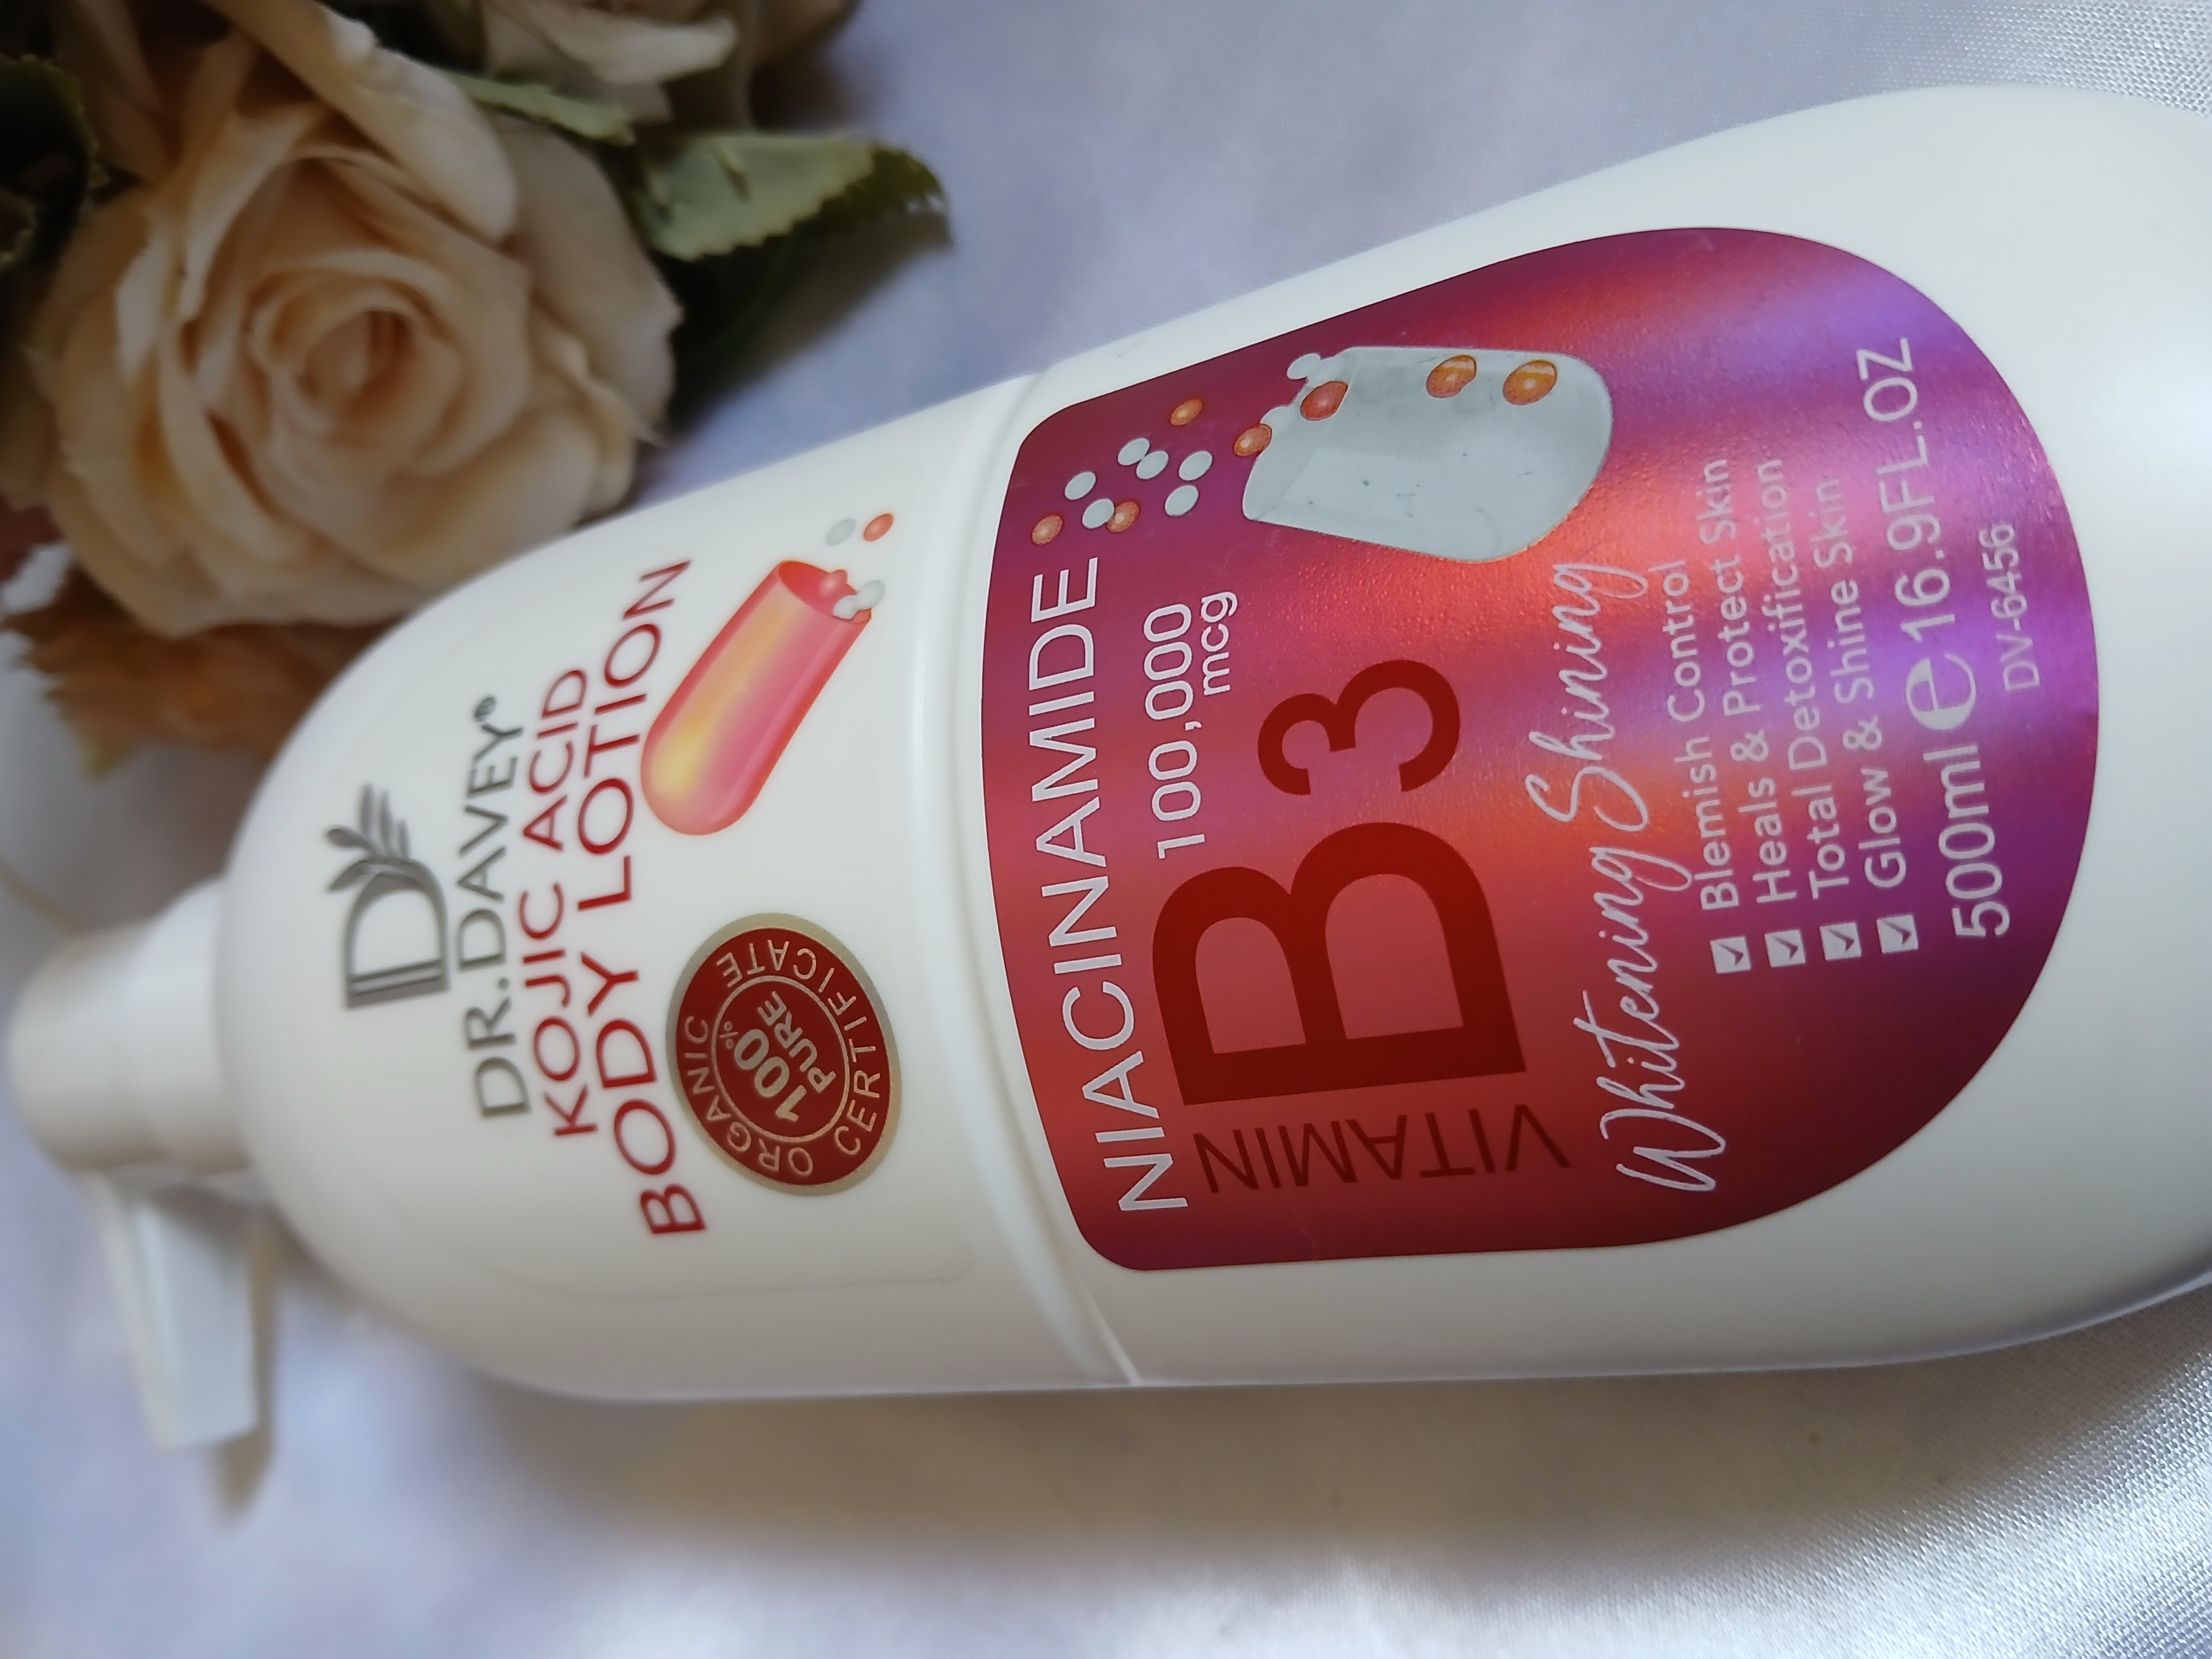 D
DR.DAVEY®
KOJIC ACID
BODY LOTION
ORGANIC
100%
PURE
CERTIFICATE
NIACINAMIDE
100,000
mcg
VITAMIN
B3
Whitening Shining
Blemish Control
Heals & Protect Skin
Total Detoxification
Glow & Shine Skin
500ml e 16.9FL.OZ
DV-6456